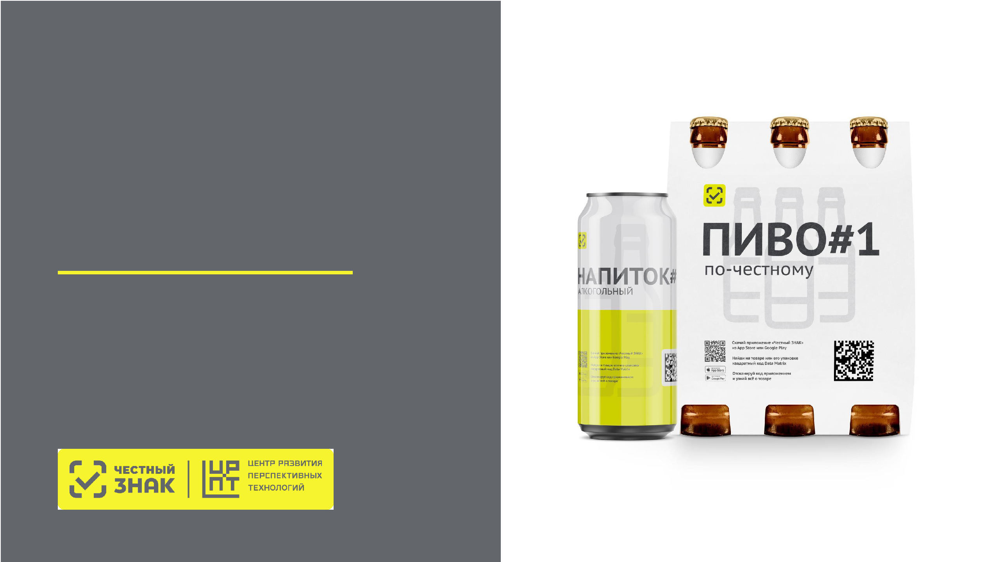 ЧЕСТНЫЙ
ЗНАК
ЦРПТ
ЦЕНТР РАЗВИТИЯ
ПЕРСПЕКТИВНЫХ
ТЕХНОЛОГИЙ
НАПИТОК#
АЛКОГОЛЬНЫЙ
Скачай приложение «Честный ЗНАК»
из App Store или Google Play
Найди на товаре или его упаковке
квадратный код Data Matrix
Отсканируй код приложением
и узнай всё о товаре
ПИВО#1
по-честному
Скачай приложение «Честный ЗНАК»
из App Store или Google Play
Найди на товаре или его упаковке
квадратный код Data Matrix
Отсканируй код приложением
и узнай всё о товаре
App Store
Google Play